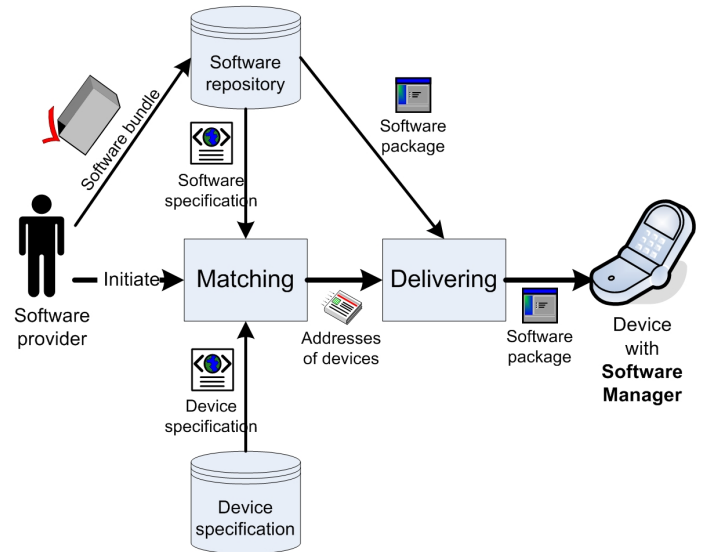 Software
repository
Software bundle
Software
package
Software
specification
Initiate
Matching
Delivering
Software
provider
Addresses
of devices
Software
package
Device
with
Software
Manager
Device
specification
Device
specification